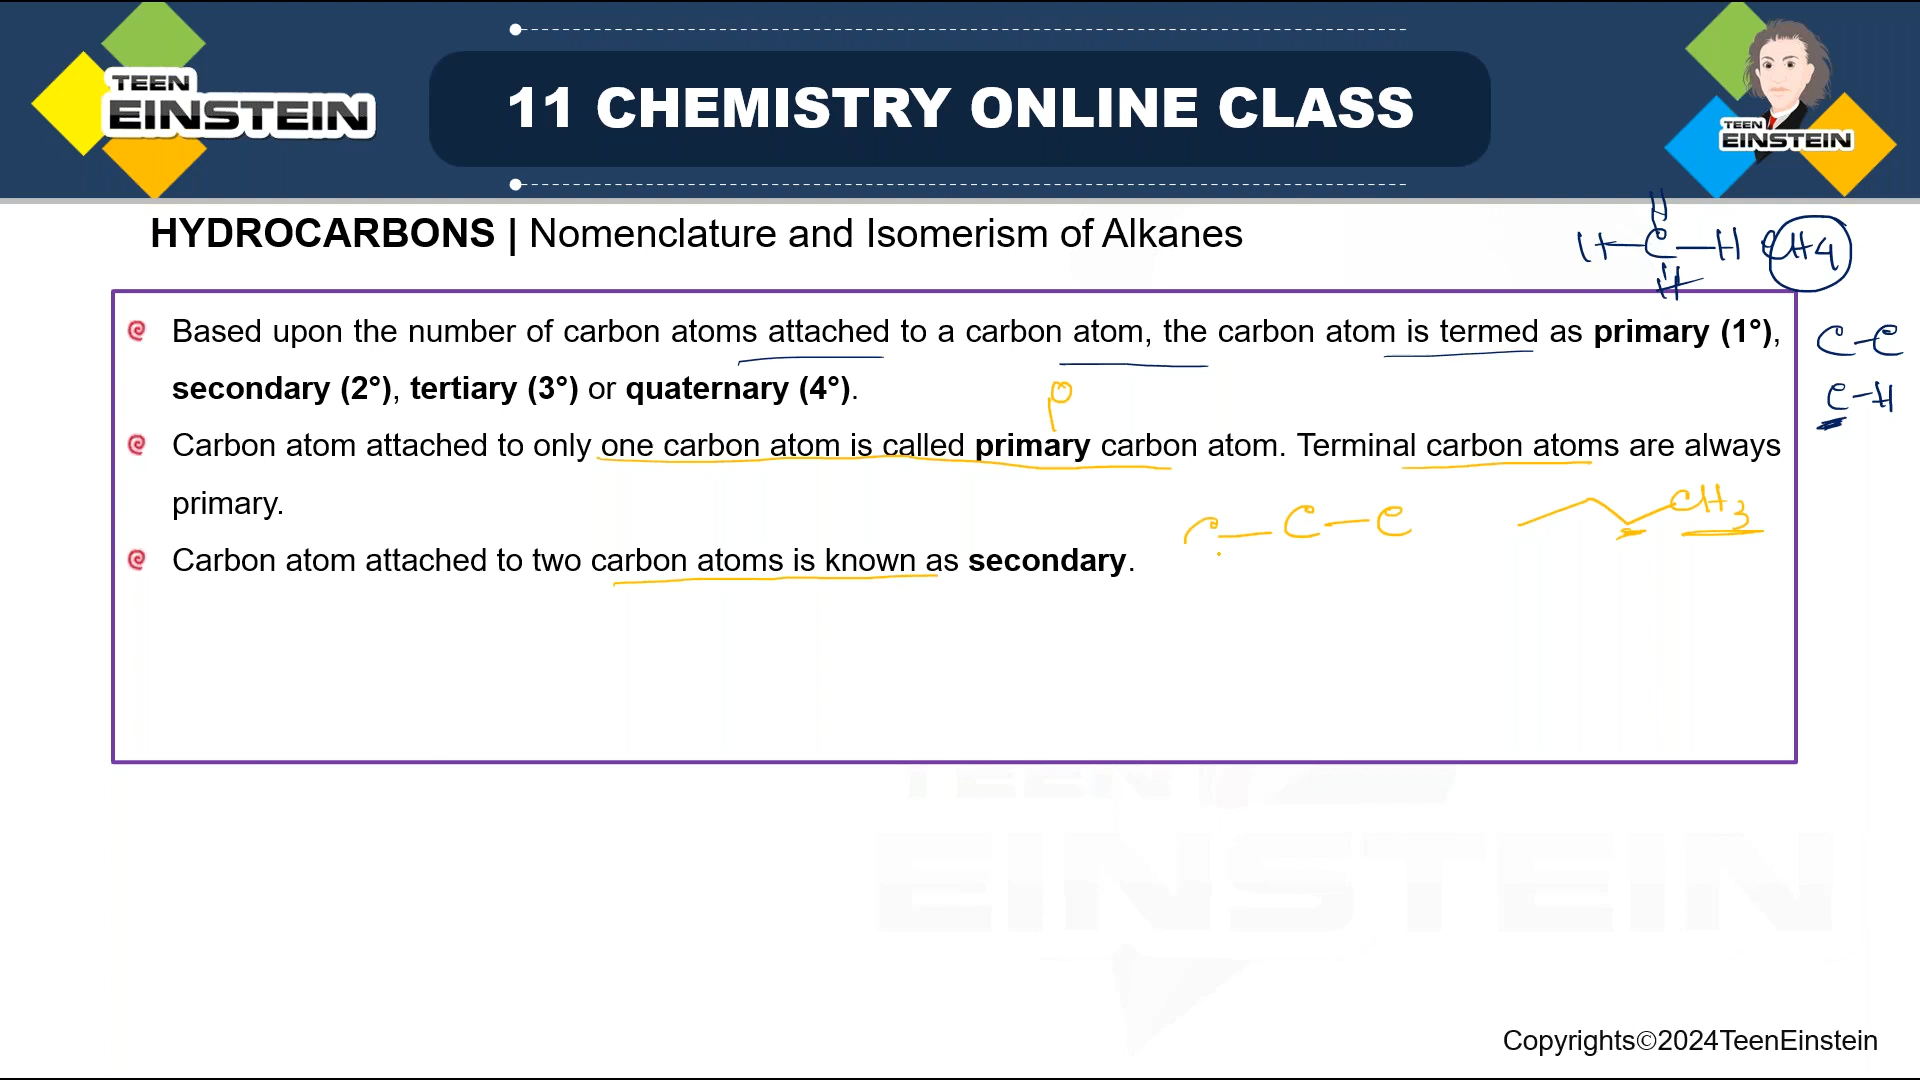 TEEN
EINSTEIN
11 CHEMISTRY ONLINE CLASS
TEEN
EINSTEIN
HYDROCARBONS | Nomenclature and Isomerism of Alkanes
H
H-C-H CH4
H
Based upon the number of carbon atoms attached to a carbon atom, the carbon atom is termed as primary (1°),
secondary (2°), tertiary (3°) or quaternary (4°).
C-C
C-H
P
Carbon atom attached to only one carbon atom is called primary carbon atom. Terminal carbon atoms are always
primary.
C-C-C
CH3
Carbon atom attached to two carbon atoms is known as secondary.
TEEN
EINSTEIN
Copyrights©2024TeenEinstein